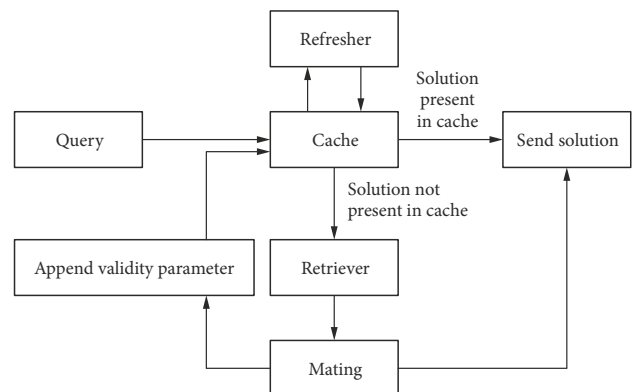 Refresher
Solution
present
in cache
Query
Cache
Send solution
Solution not
present in cache
Append validity parameter
Retriever
Mating